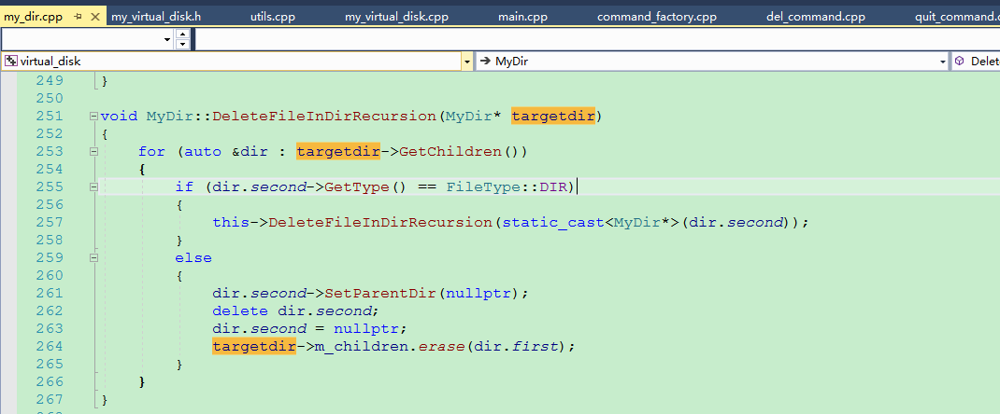 my_dir.cpp my_virtual_disk.h utils.cpp my_virtual_disk.cpp main.cpp command_factory.cpp del_command.cpp quit_command.c
virtual_disk MyDir Delet
249 }
250
251 void MyDir::DeleteFileInDirRecursion(MyDir* targetdir)
252 {
253 for (auto &dir : targetdir->GetChildren())
254 {
255 if (dir.second->GetType() == FileType::DIR)
256 {
257 this->DeleteFileInDirRecursion(static_cast<MyDir*>(dir.second));
258 }
259 else
260 {
261 dir.second->SetParentDir(nullptr);
262 delete dir.second;
263 dir.second = nullptr;
264 targetdir->m_children.erase(dir.first);
265 }
266 }
267 }